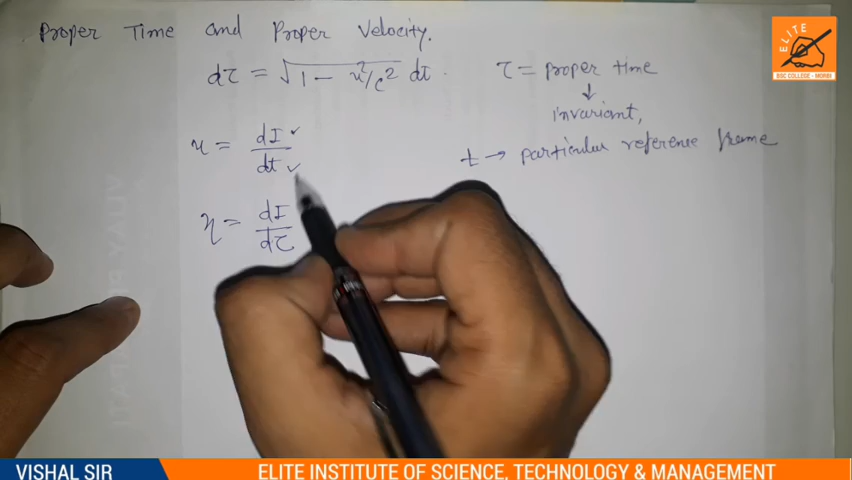 Proper Time and Proper Velocity.
dτ = √1 - u²/c² dt.
τ = proper time
↓
invariant,
t → particular reference frame
u = dI/dt
η = dI/dτ
ELITE
BSC COLLEGE - MORBI
VISHAL SIR
ELITE INSTITUTE OF SCIENCE, TECHNOLOGY & MANAGEMENT